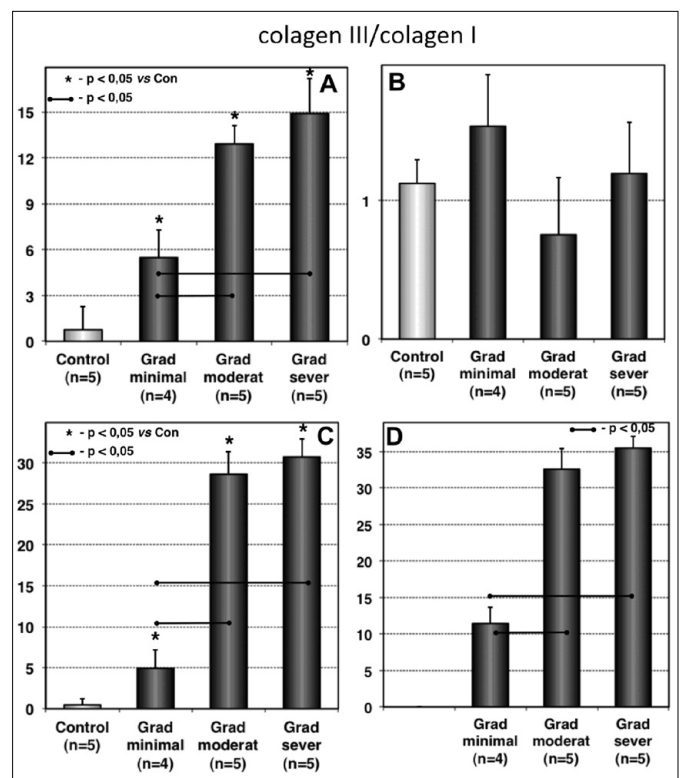 colagen III/colagen I
* - p < 0,05 vs Con
- p < 0,05
A
15
12
9
6
3
0
Control
(n=5)
Grad
minimal
(n=4)
Grad
moderat
(n=5)
Grad
sever
(n=5)
*
*
*
B
1
0
Control
(n=5)
Grad
minimal
(n=4)
Grad
moderat
(n=5)
Grad
sever
(n=5)
* - p < 0,05 vs Con
- p < 0,05
C
30
25
20
15
10
5
0
Control
(n=5)
Grad
minimal
(n=4)
Grad
moderat
(n=5)
Grad
sever
(n=5)
*
*
*
D
- p < 0,05
35
30
25
20
15
10
5
0
Grad
minimal
(n=4)
Grad
moderat
(n=5)
Grad
sever
(n=5)